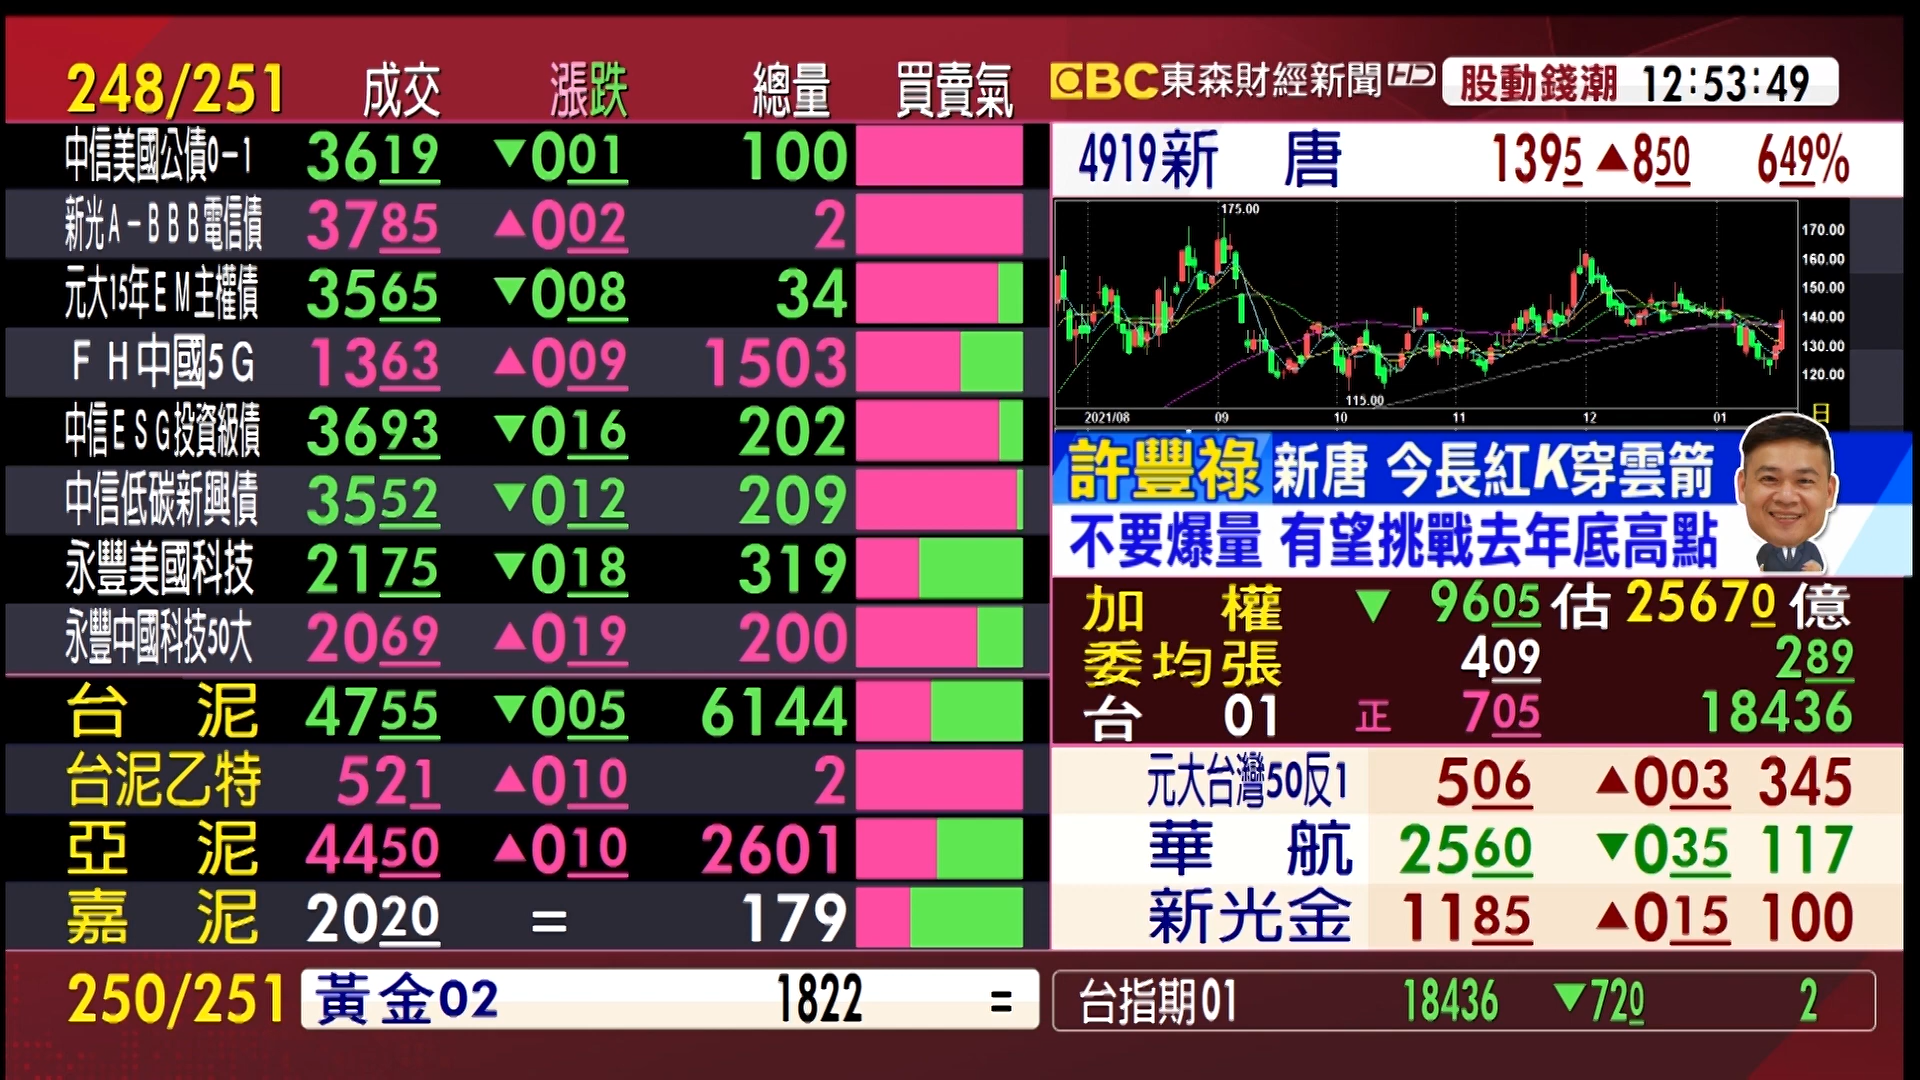 248/251 成交 漲跌 總量 買賣氣
中信美國公債0-1 3619 ▼001 100
新光A-BBB電信債 3785 ▲002 2
元大15年EM主權債 3565 ▼008 34
FH中國5G 1363 ▲009 1503
中信ESG投資級債 3693 ▼016 202
中信低碳新興債 3552 ▼012 209
永豐美國科技 2175 ▼018 319
永豐中國科技50大 2069 ▲019 200
台泥 4755 ▼005 6144
台泥乙特 521 ▲010 2
亞泥 4450 ▲010 2601
嘉泥 2020 = 179
250/251 黃金02 1822 =
EBC東森財經新聞HD 股動錢潮 12:53:49
4919新唐 1395 ▲850 649%
175.00
170.00
160.00
150.00
140.00
130.00
120.00
115.00
2021/08 09 10 11 12 01 日
許豐祿 新唐 今長紅K穿雲箭
不要爆量 有望挑戰去年底高點
加權 ▼ 9605 估 25670 億
委均張 409 289
台01 正 705 18436
元大台灣50反1 506 ▲003 345
華航 2560 ▼035 117
新光金 1185 ▲015 100
台指期01 18436 ▼720 2